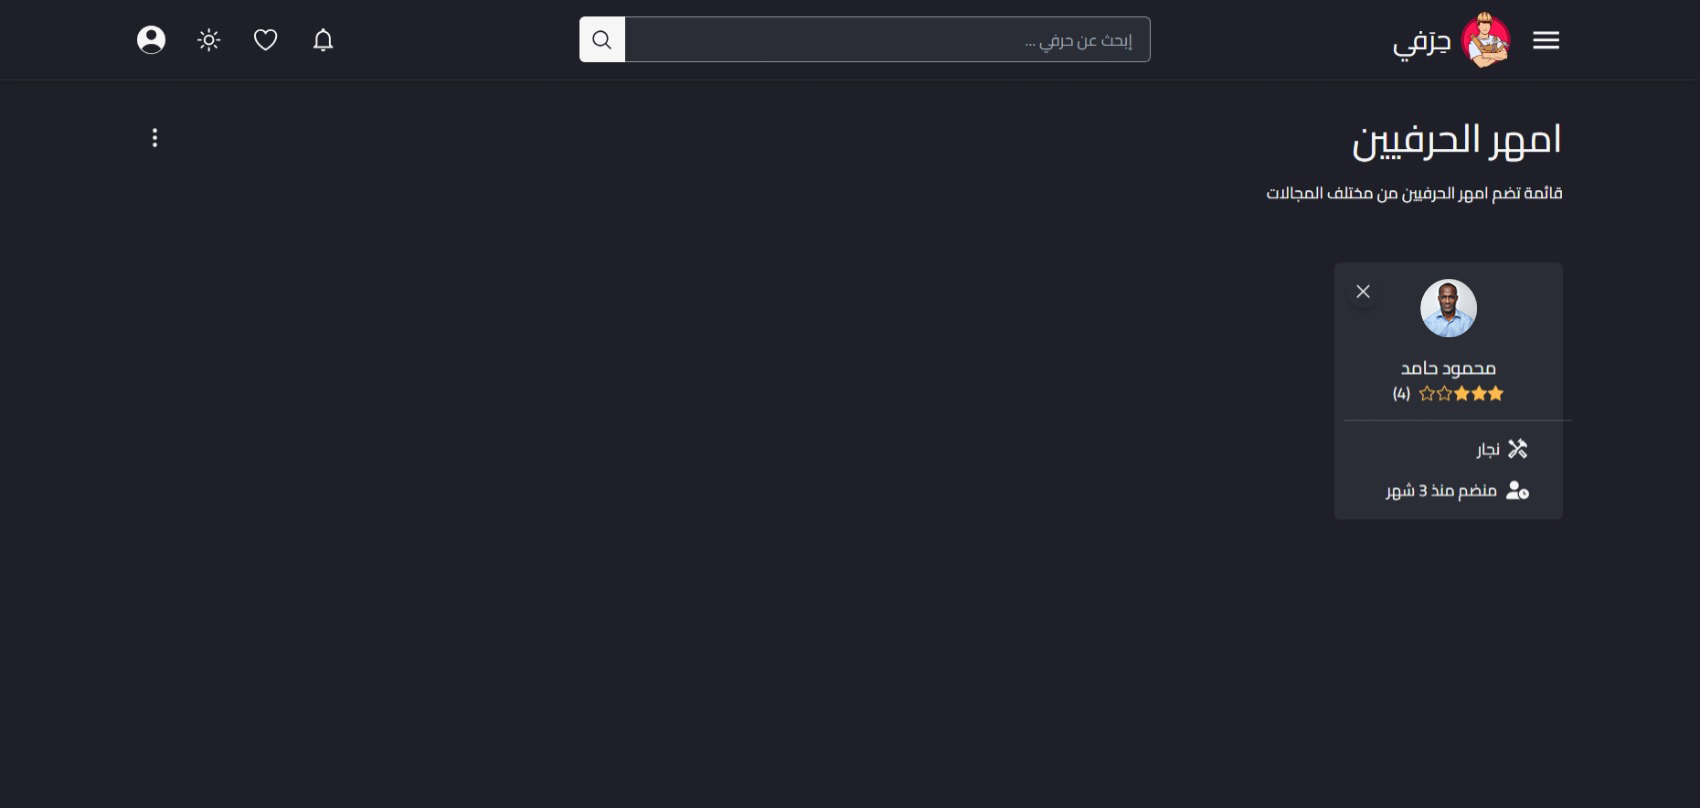 حِرَفي
إبحث عن حرفي ...
امهر الحرفيين
قائمة تضم امهر الحرفيين من مختلف المجالات
محمود حامد
(4)
نجار
منضم منذ 3 شهر